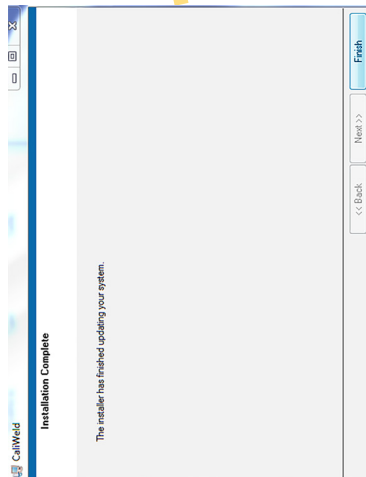 CaliWeld
Installation Complete
The installer has finished updating your system.
<< Back
Next >>
Finish